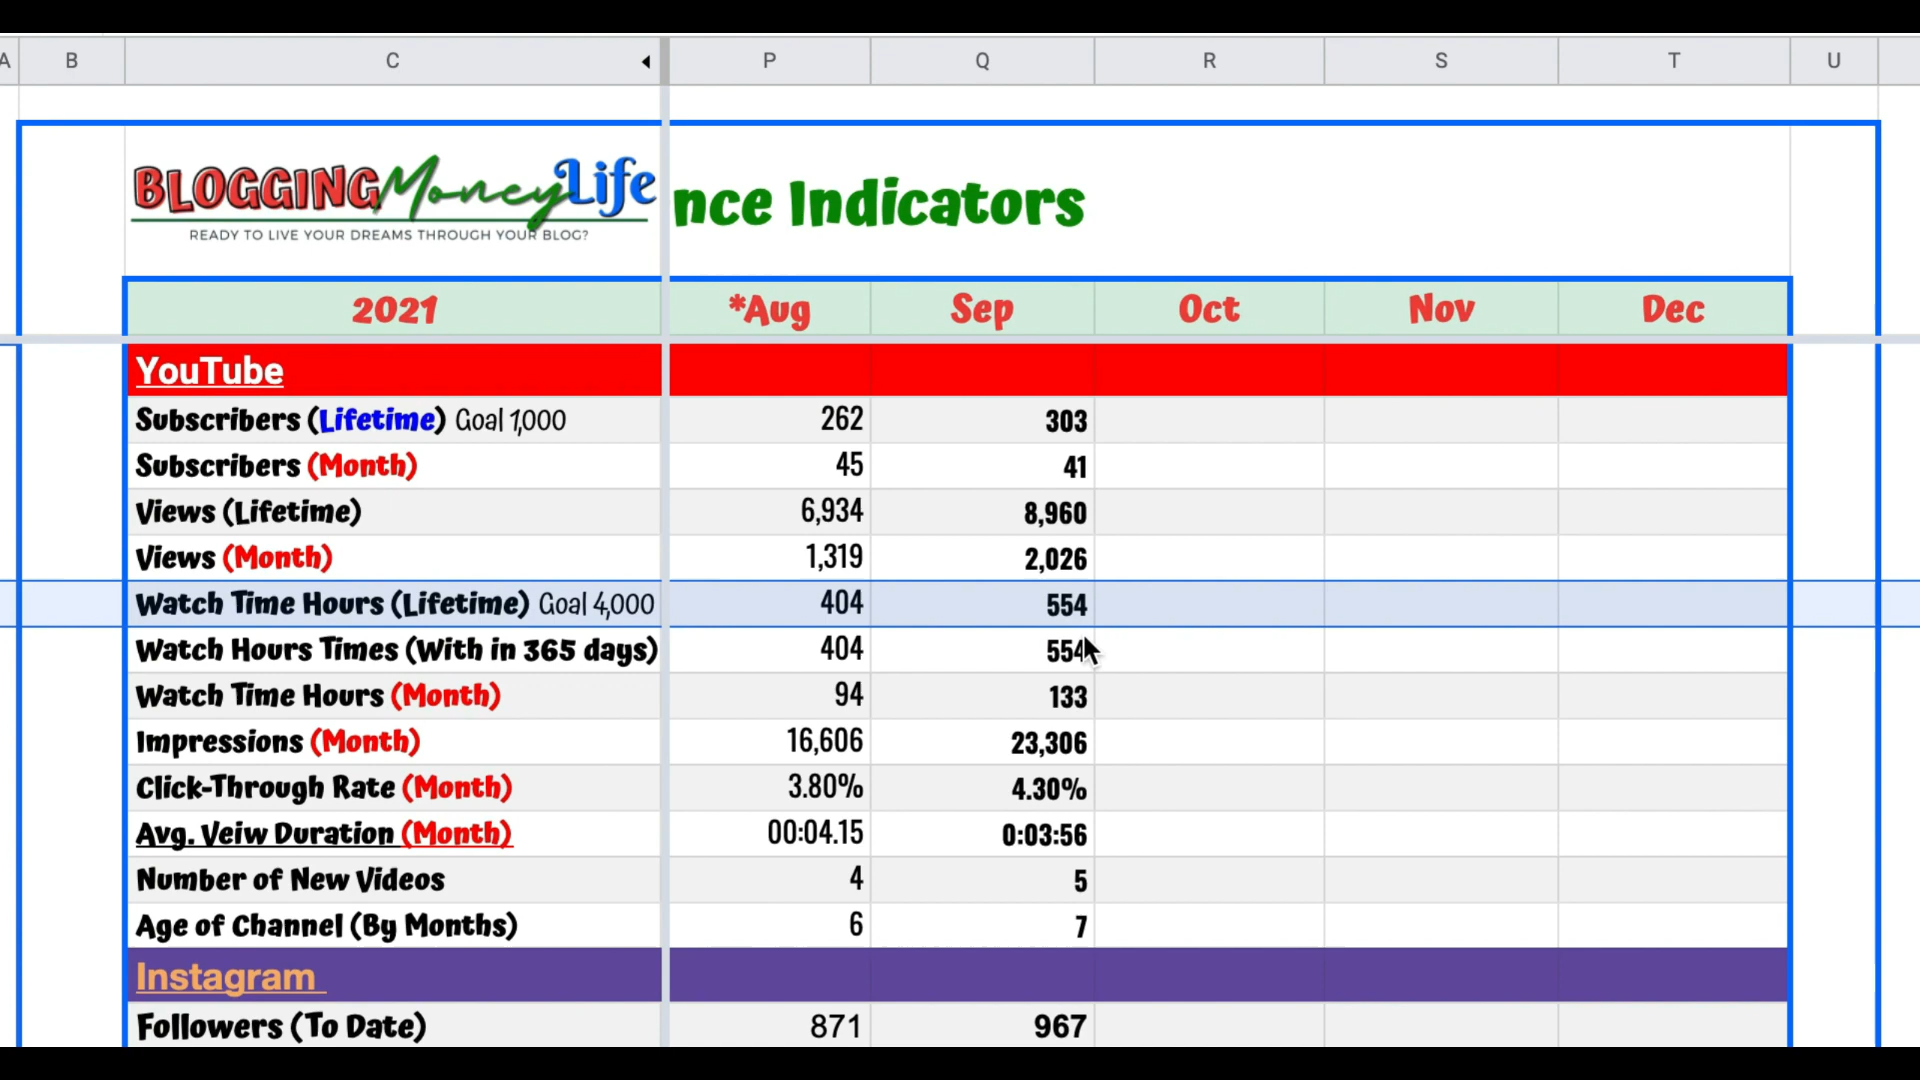 A B C P Q R S T U
BLOGGING Money Life nce Indicators
READY TO LIVE YOUR DREAMS THROUGH YOUR BLOG?
2021 *Aug Sep Oct Nov Dec
YouTube
Subscribers (Lifetime) Goal 1,000 262 303
Subscribers (Month) 45 41
Views (Lifetime) 6,934 8,960
Views (Month) 1,319 2,026
Watch Time Hours (Lifetime) Goal 4,000 404 554
Watch Hours Times (With in 365 days) 404 554
Watch Time Hours (Month) 94 133
Impressions (Month) 16,606 23,306
Click-Through Rate (Month) 3.80% 4.30%
Avg. Veiw Duration (Month) 00:04.15 0:03:56
Number of New Videos 4 5
Age of Channel (By Months) 6 7
Instagram
Followers (To Date) 871 967